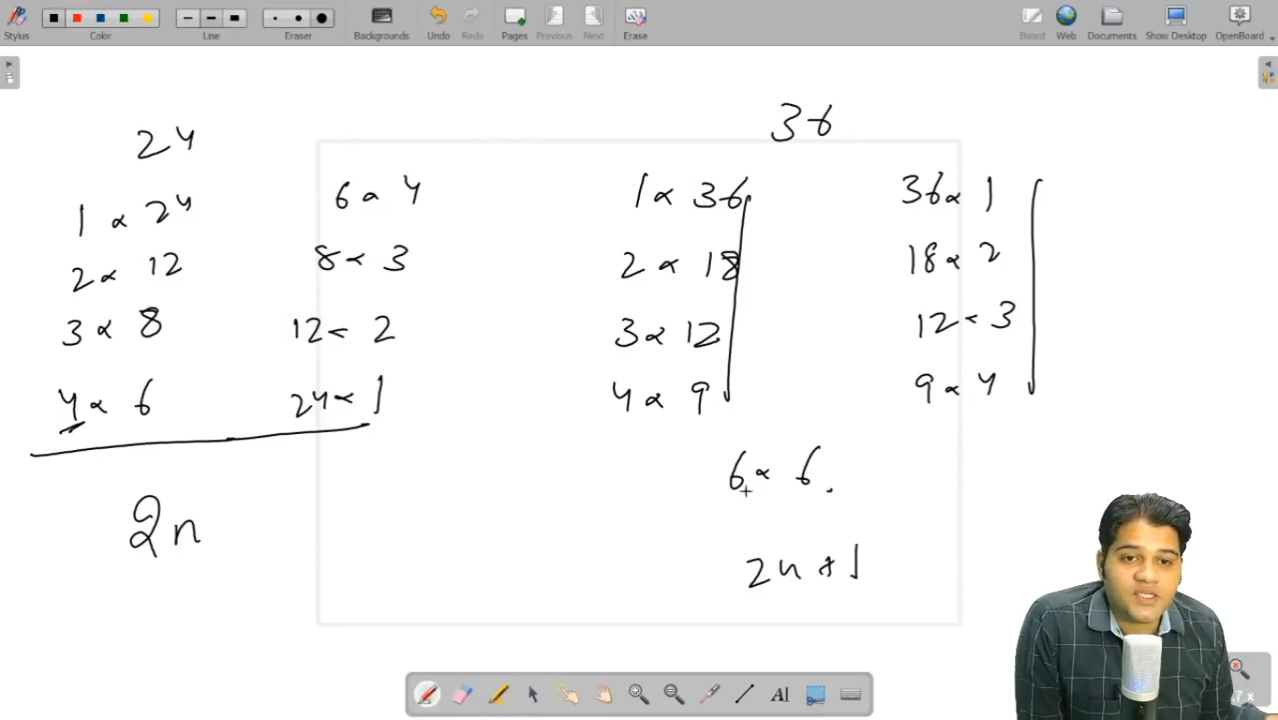 Stylus Color Line Eraser Backgrounds Undo Redo Pages Previous Next Erase Board Web Documents Show Desktop OpenBoard
24
1 × 24
2 × 12
3 × 8
4 × 6
6 × 4
8 × 3
12 × 2
24 × 1
2n
36
1 × 36
2 × 18
3 × 12
4 × 9
36 × 1
18 × 2
12 × 3
9 × 4
6 × 6
2n + 1
AI